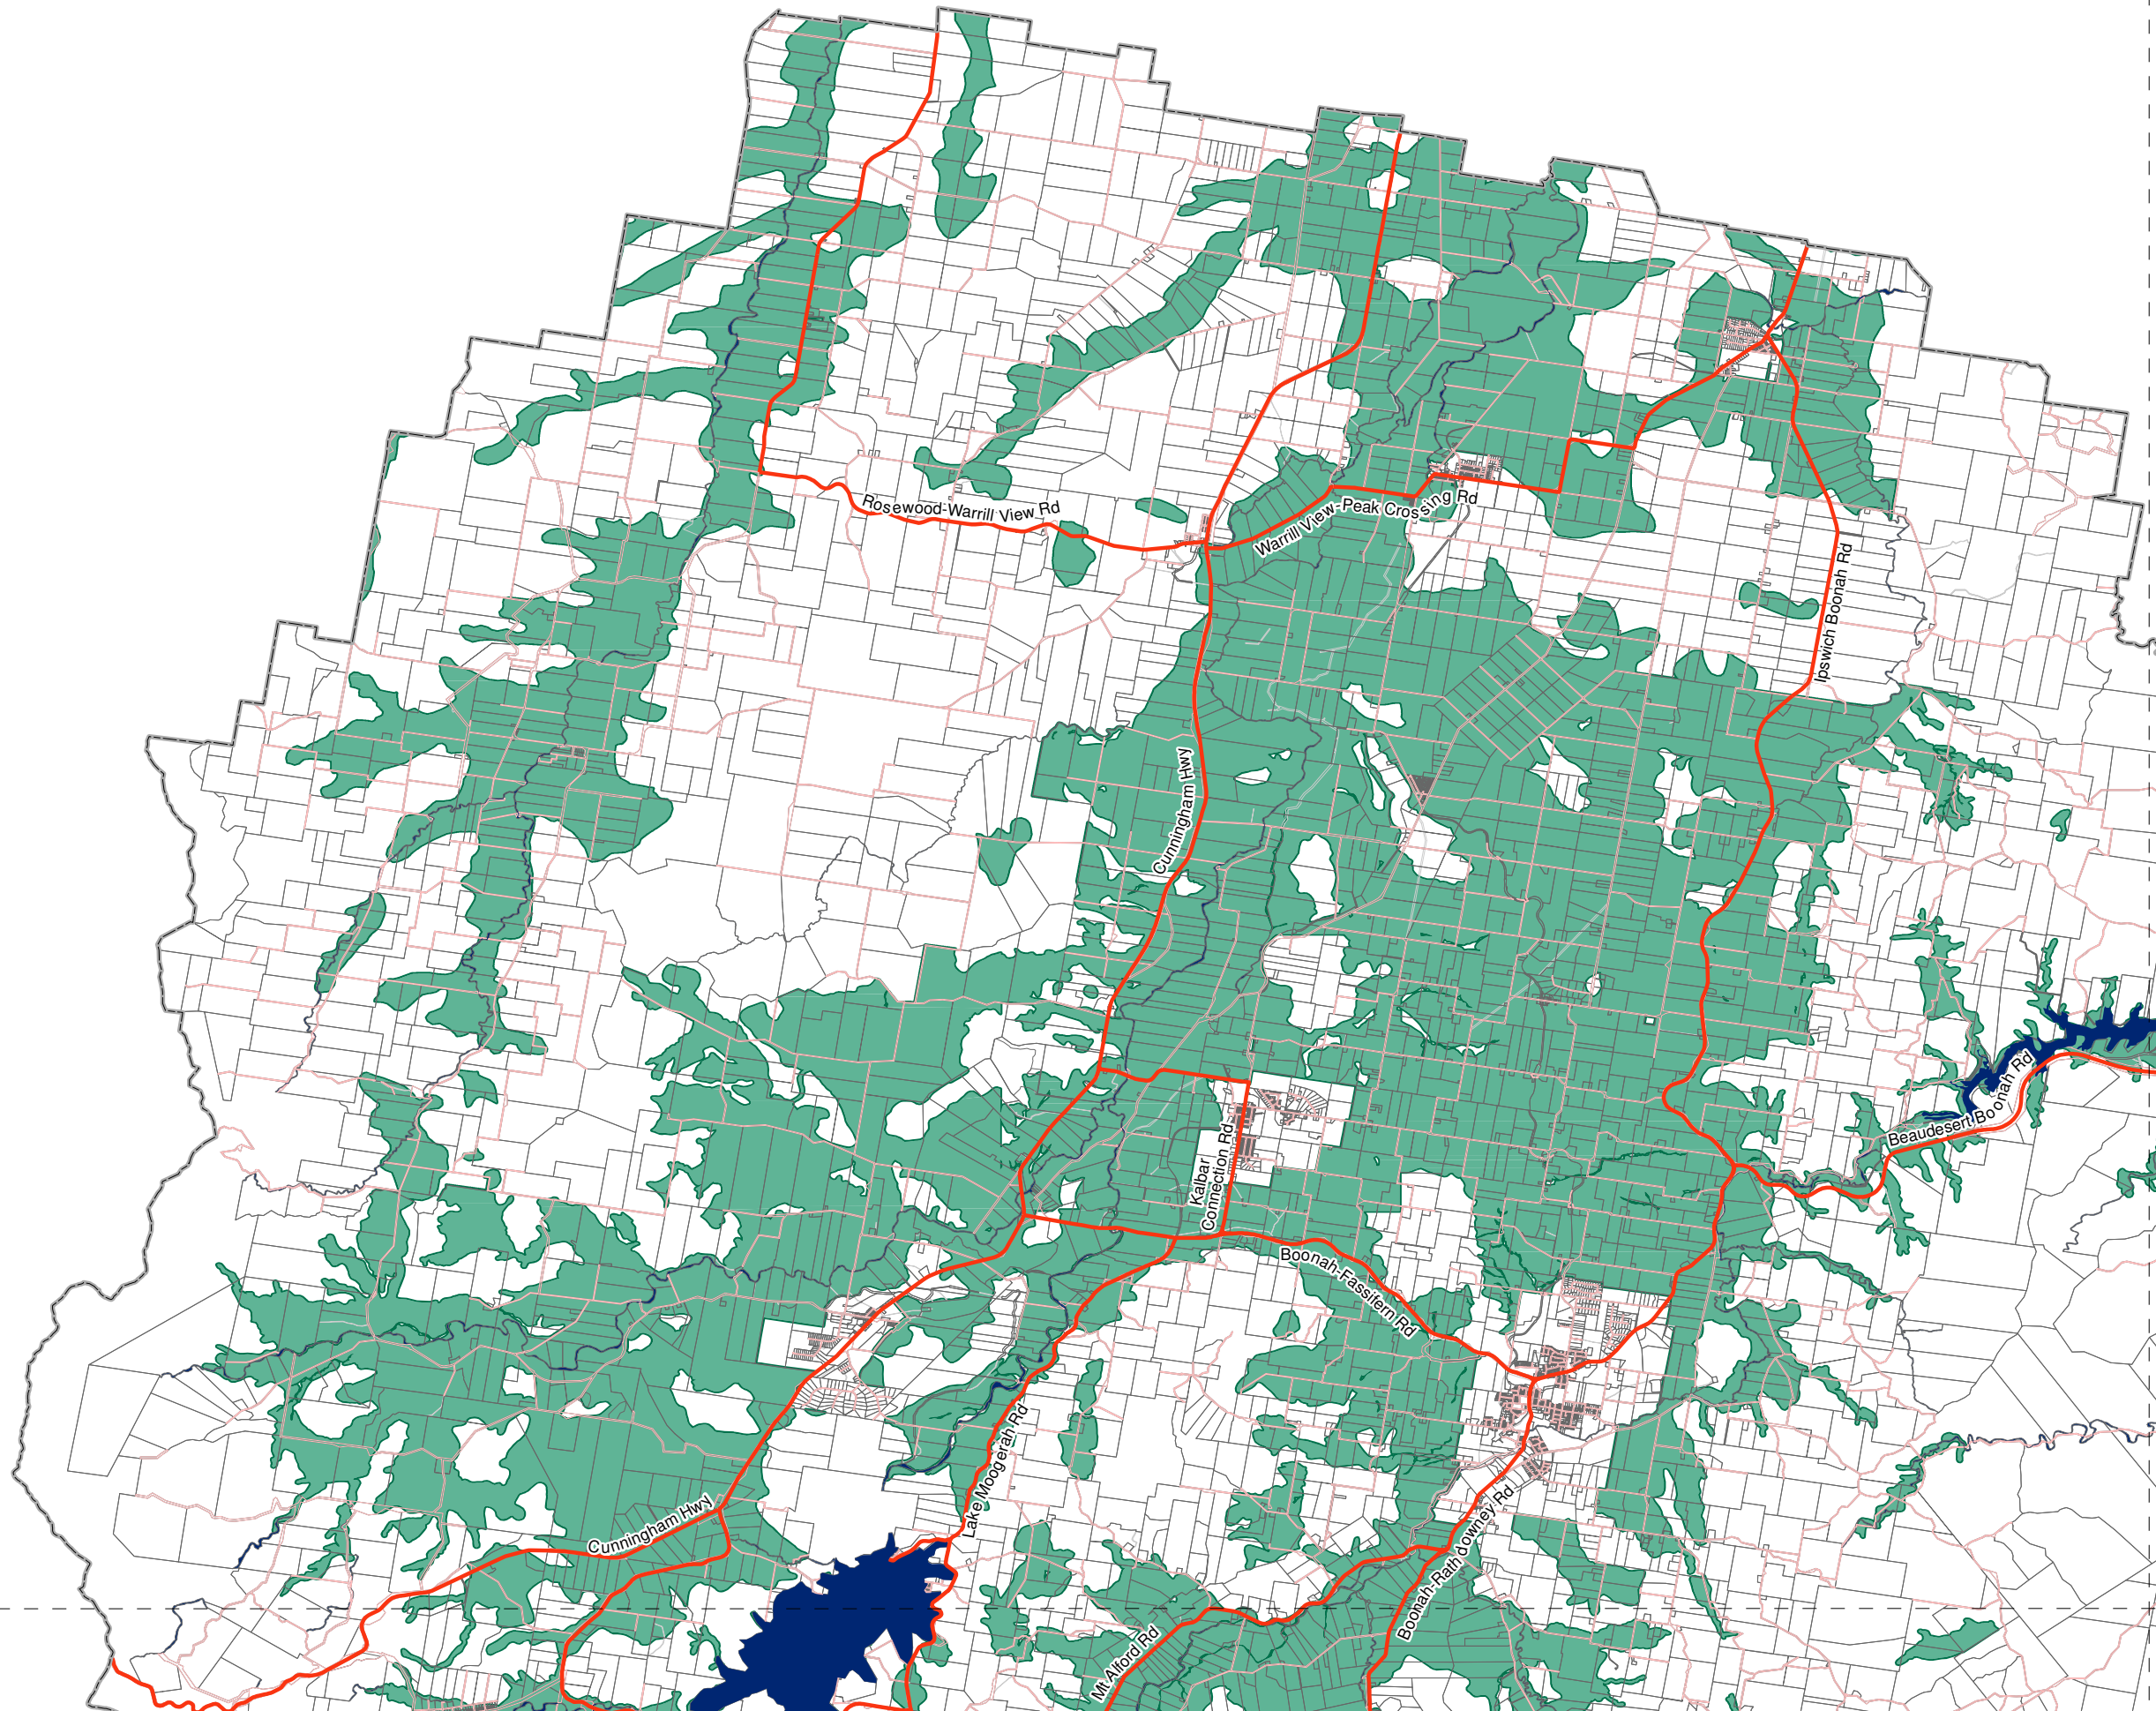 Rosewood-Warrill View Rd
Warrill View-Peak Crossing Rd
Ipswich Boonah Rd
Cunningham Hwy
Beaudesert Boonah Rd
Kalbar
Connection Rd
Boonah-Fassifern Rd
Lake Moogerah Rd
Cunningham Hwy
Boonah-Rathdowney Rd
Mt Alford Rd